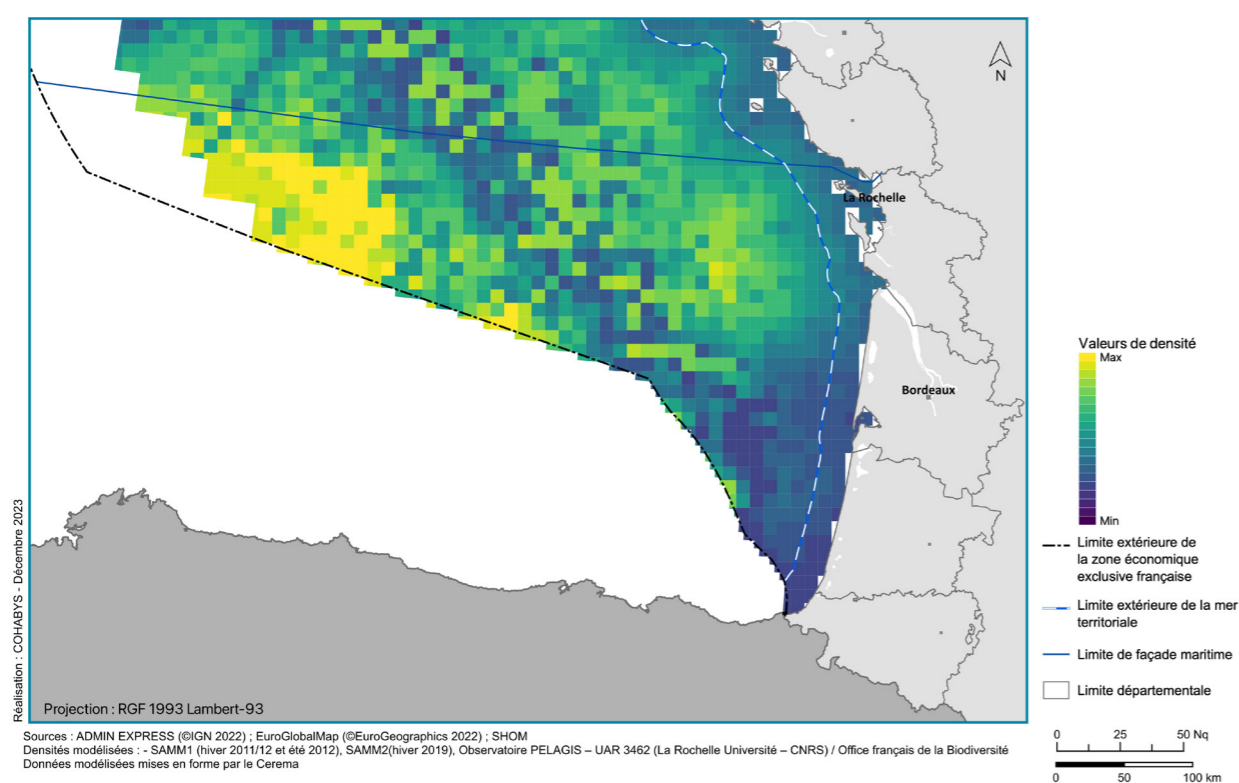 N
La Rochelle
Bordeaux
Projection : RGF 1993 Lambert-93
Réalisation : COHABYS - Décembre 2023
Valeurs de densité
Max
Min
Limite extérieure de
la zone économique
exclusive française
Limite extérieure de la mer
territoriale
Limite de façade maritime
Limite départementale
0 25 50 Nq
0 50 100 km
Sources : ADMIN EXPRESS (©IGN 2022) ; EuroGlobalMap (©EuroGeographics 2022) ; SHOM
Densités modélisées : - SAMM1 (hiver 2011/12 et été 2012), SAMM2(hiver 2019), Observatoire PELAGIS – UAR 3462 (La Rochelle Université – CNRS) / Office français de la Biodiversité
Données modélisées mises en forme par le Cerema